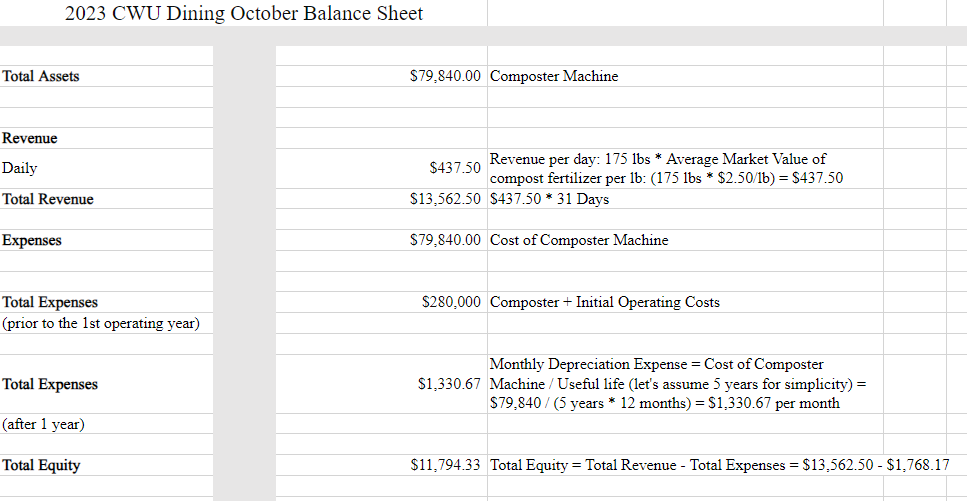 2023 CWU Dining October Balance Sheet
Total Assets $79,840.00 Composter Machine
Revenue
Daily $437.50 Revenue per day: 175 lbs * Average Market Value of
compost fertilizer per lb: (175 lbs * $2.50/lb) = $437.50
Total Revenue $13,562.50 $437.50 * 31 Days
Expenses $79,840.00 Cost of Composter Machine
Total Expenses $280,000 Composter + Initial Operating Costs
(prior to the 1st operating year)
Monthly Depreciation Expense = Cost of Composter
Total Expenses $1,330.67 Machine / Useful life (let's assume 5 years for simplicity) =
$79,840 / (5 years * 12 months) = $1,330.67 per month
(after 1 year)
Total Equity $11,794.33 Total Equity = Total Revenue - Total Expenses = $13,562.50 - $1,768.17